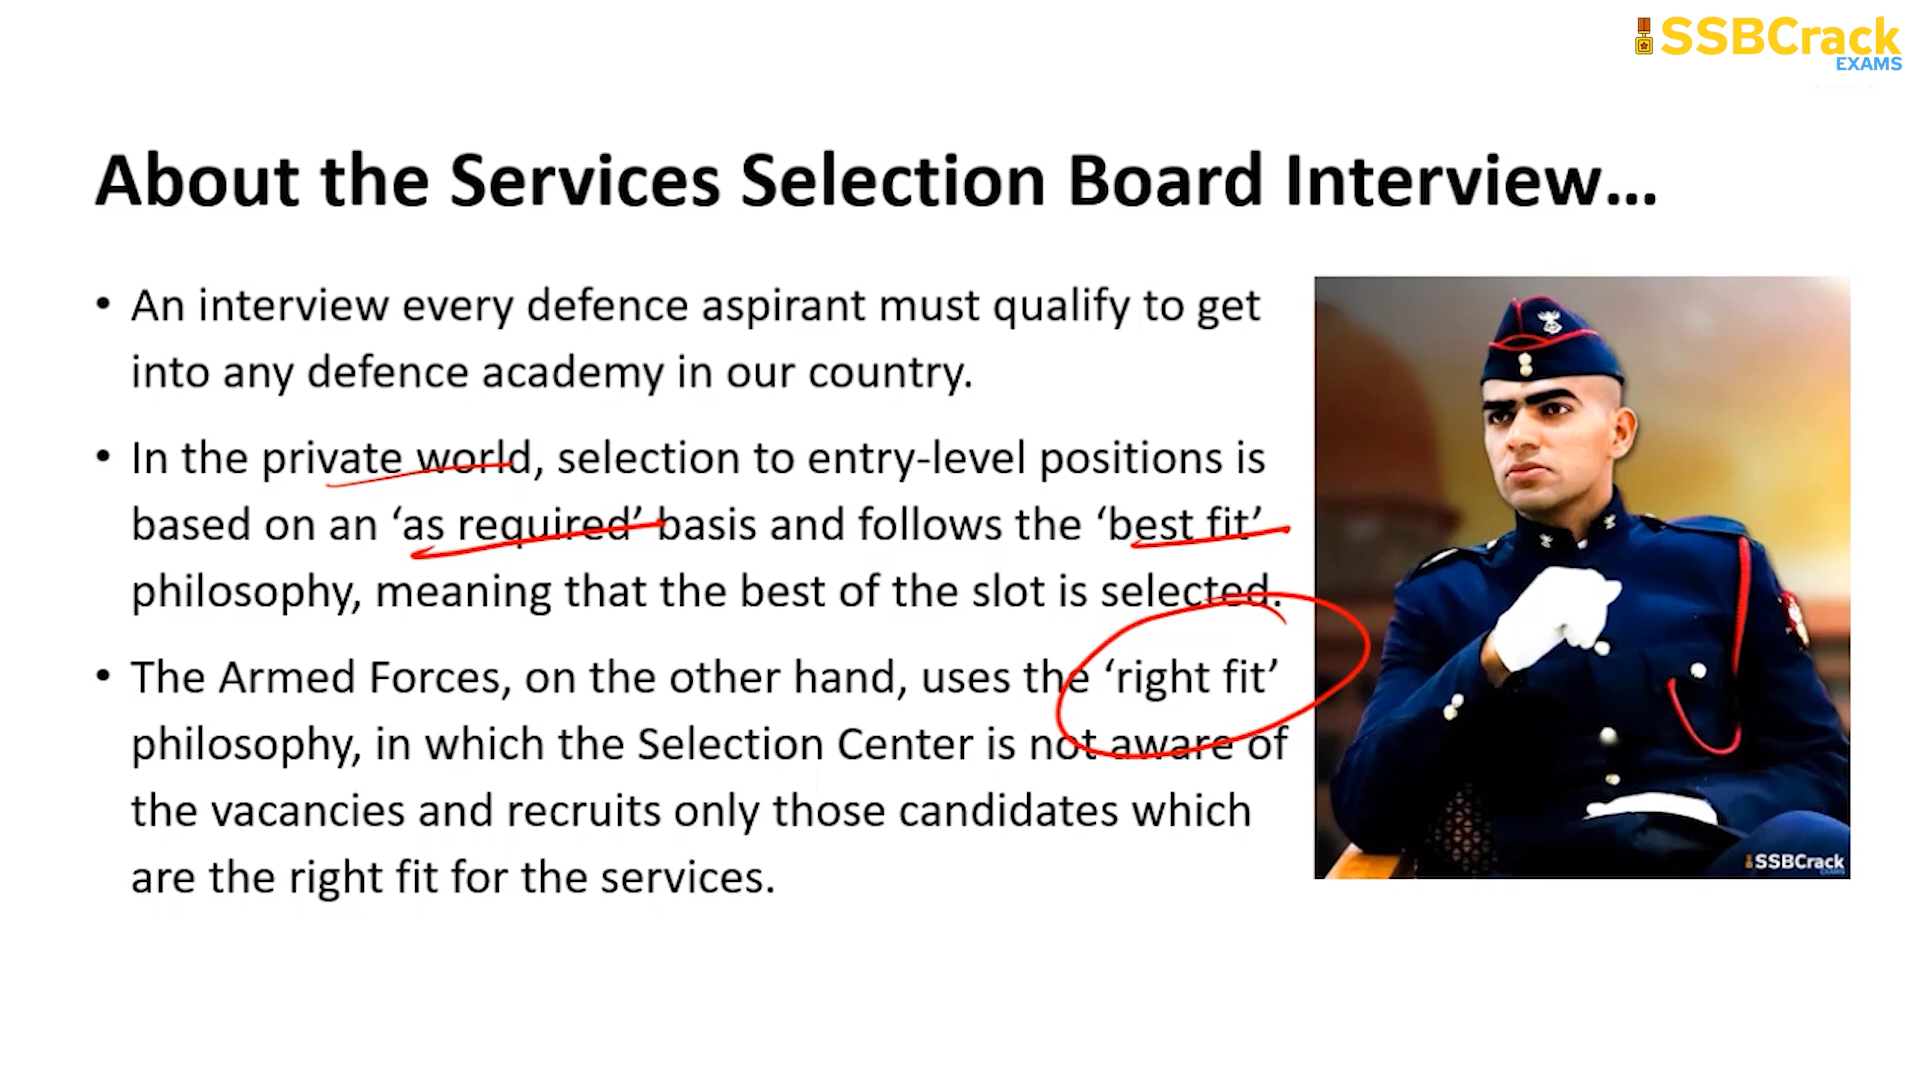 SSBCrack
EXAMS
About the Services Selection Board Interview...
• An interview every defence aspirant must qualify to get
into any defence academy in our country.
• In the private world, selection to entry-level positions is
based on an ‘as required’ basis and follows the ‘best fit’
philosophy, meaning that the best of the slot is selected.
• The Armed Forces, on the other hand, uses the ‘right fit’
philosophy, in which the Selection Center is not aware of
the vacancies and recruits only those candidates which
are the right fit for the services.
SSBCrack
EXAMS